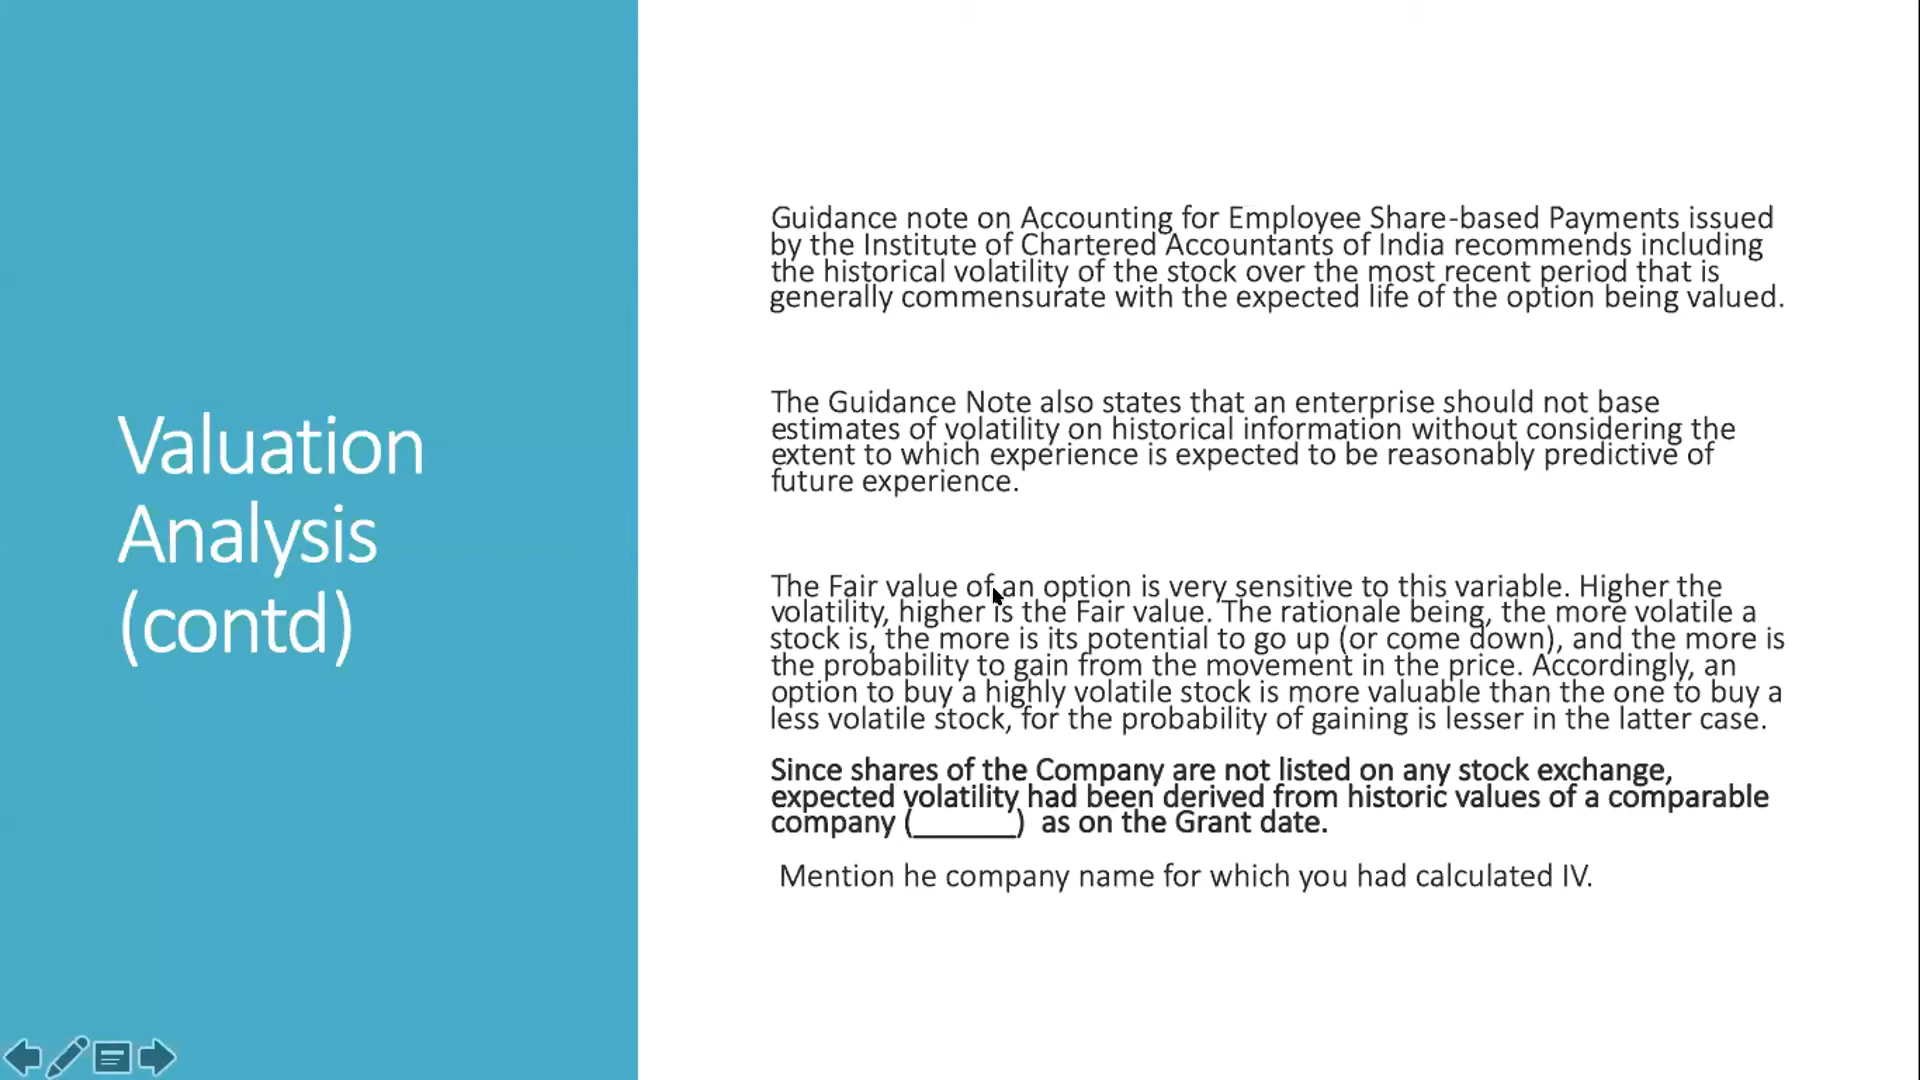 Valuation
Analysis
(contd)
Guidance note on Accounting for Employee Share-based Payments issued
by the Institute of Chartered Accountants of India recommends including
the historical volatility of the stock over the most recent period that is
generally commensurate with the expected life of the option being valued.
The Guidance Note also states that an enterprise should not base
estimates of volatility on historical information without considering the
extent to which experience is expected to be reasonably predictive of
future experience.
The Fair value of an option is very sensitive to this variable. Higher the
volatility, higher is the Fair value. The rationale being, the more volatile a
stock is, the more is its potential to go up (or come down), and the more is
the probability to gain from the movement in the price. Accordingly, an
option to buy a highly volatile stock is more valuable than the one to buy a
less volatile stock, for the probability of gaining is lesser in the latter case.
Since shares of the Company are not listed on any stock exchange,
expected volatility had been derived from historic values of a comparable
company (_______) as on the Grant date.
Mention he company name for which you had calculated IV.